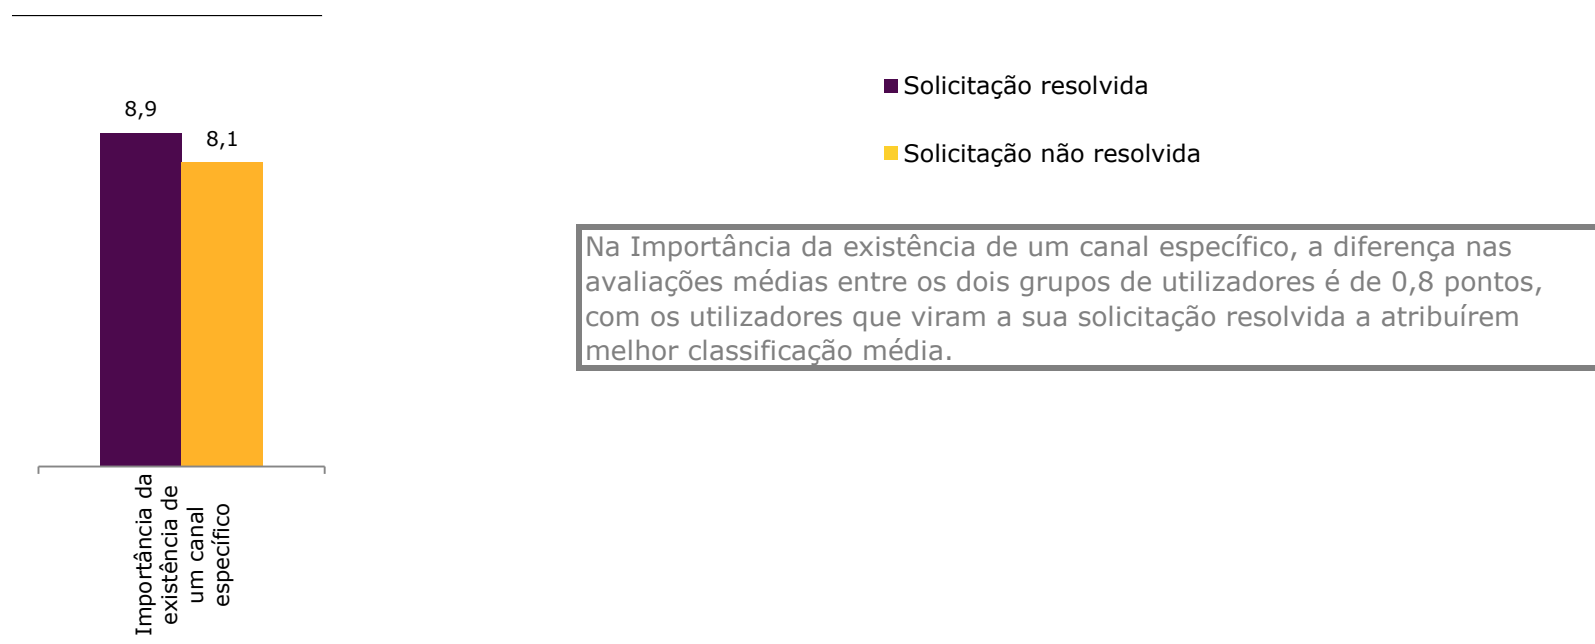 8,9
8,1
Importância da
existência de
um canal
específico
Solicitação resolvida
Solicitação não resolvida
Na Importância da existência de um canal específico, a diferença nas
avaliações médias entre os dois grupos de utilizadores é de 0,8 pontos,
com os utilizadores que viram a sua solicitação resolvida a atribuírem
melhor classificação média.